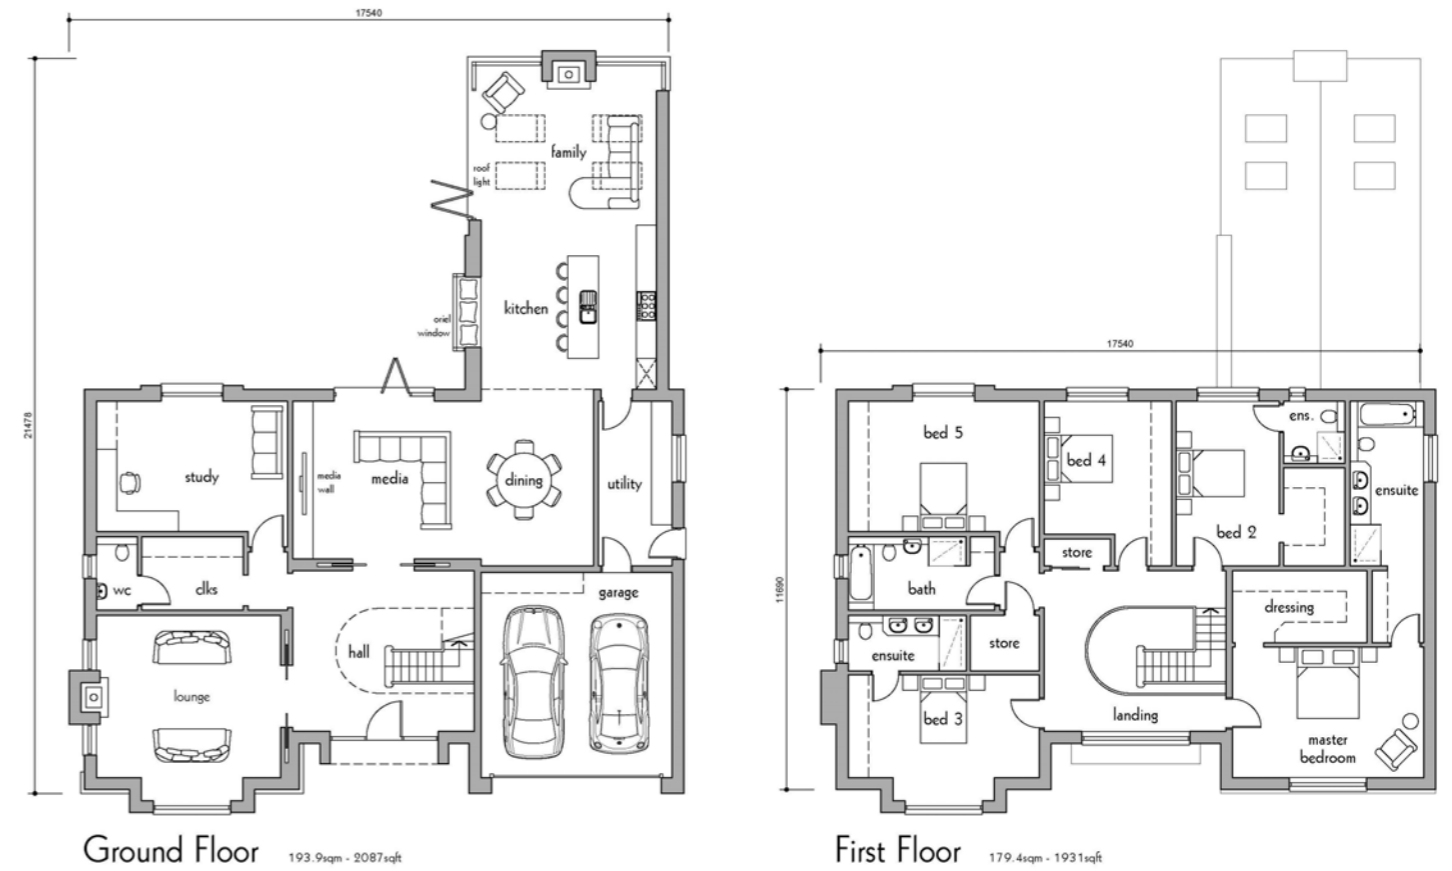 17540
21478
family
roof
light
kitchen
oriel
window
study
media
wall
media
dining
utility
wc
clks
garage
hall
lounge
Ground Floor 193.9sqm - 2087sqft
17540
11690
bed 5
bed 4
ens.
ensuite
bed 2
store
bath
dressing
ensuite
store
bed 3
landing
master
bedroom
First Floor 179.4sqm - 1931sqft